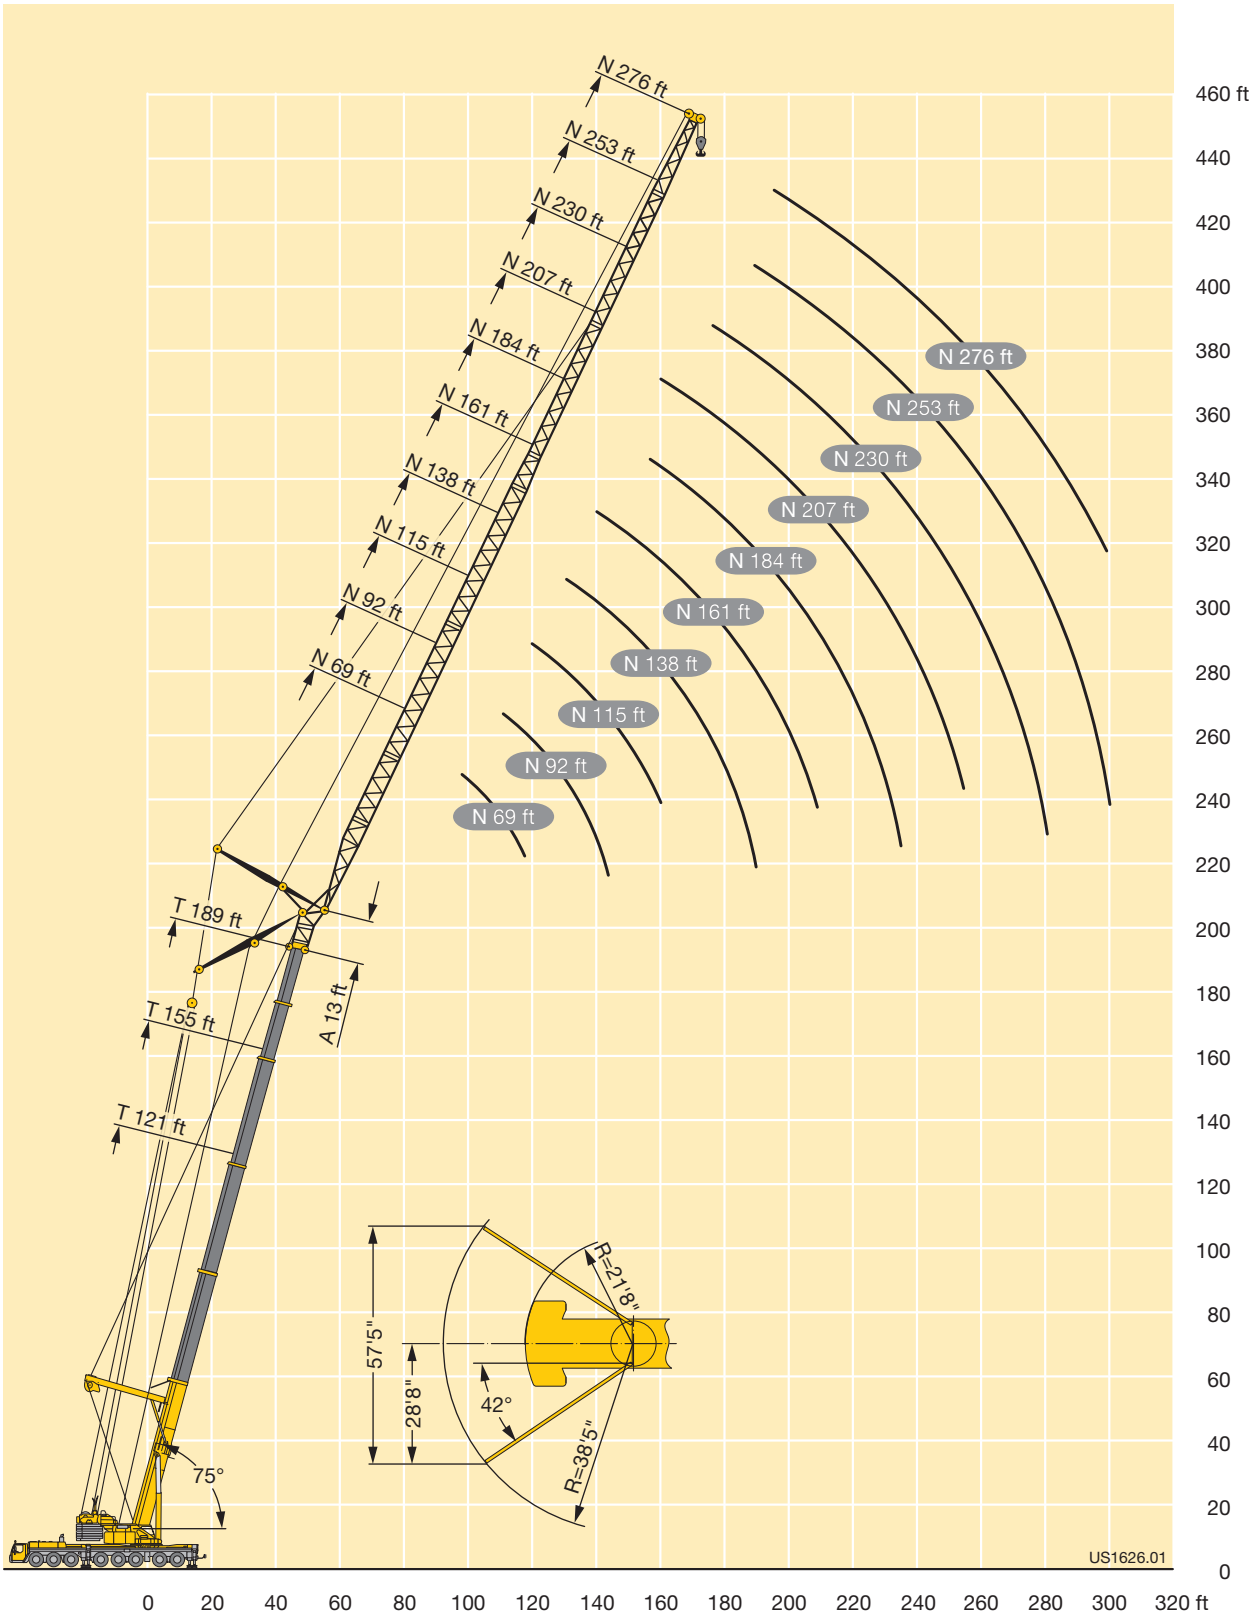 N 276 ft
N 253 ft
N 230 ft
N 207 ft
N 184 ft
N 161 ft
N 138 ft
N 115 ft
N 92 ft
N 69 ft
T 189 ft
T 155 ft
T 121 ft
A 13 ft
75°
N 276 ft
N 253 ft
N 230 ft
N 207 ft
N 184 ft
N 161 ft
N 138 ft
N 115 ft
N 92 ft
N 69 ft
R=21'8"
57'5"
28'8"
42°
R=38'5"
US1626.01
460 ft
440
420
400
380
360
340
320
300
280
260
240
220
200
180
160
140
120
100
80
60
40
20
0
0 20 40 60 80 100 120 140 160 180 200 220 240 260 280 300 320 ft